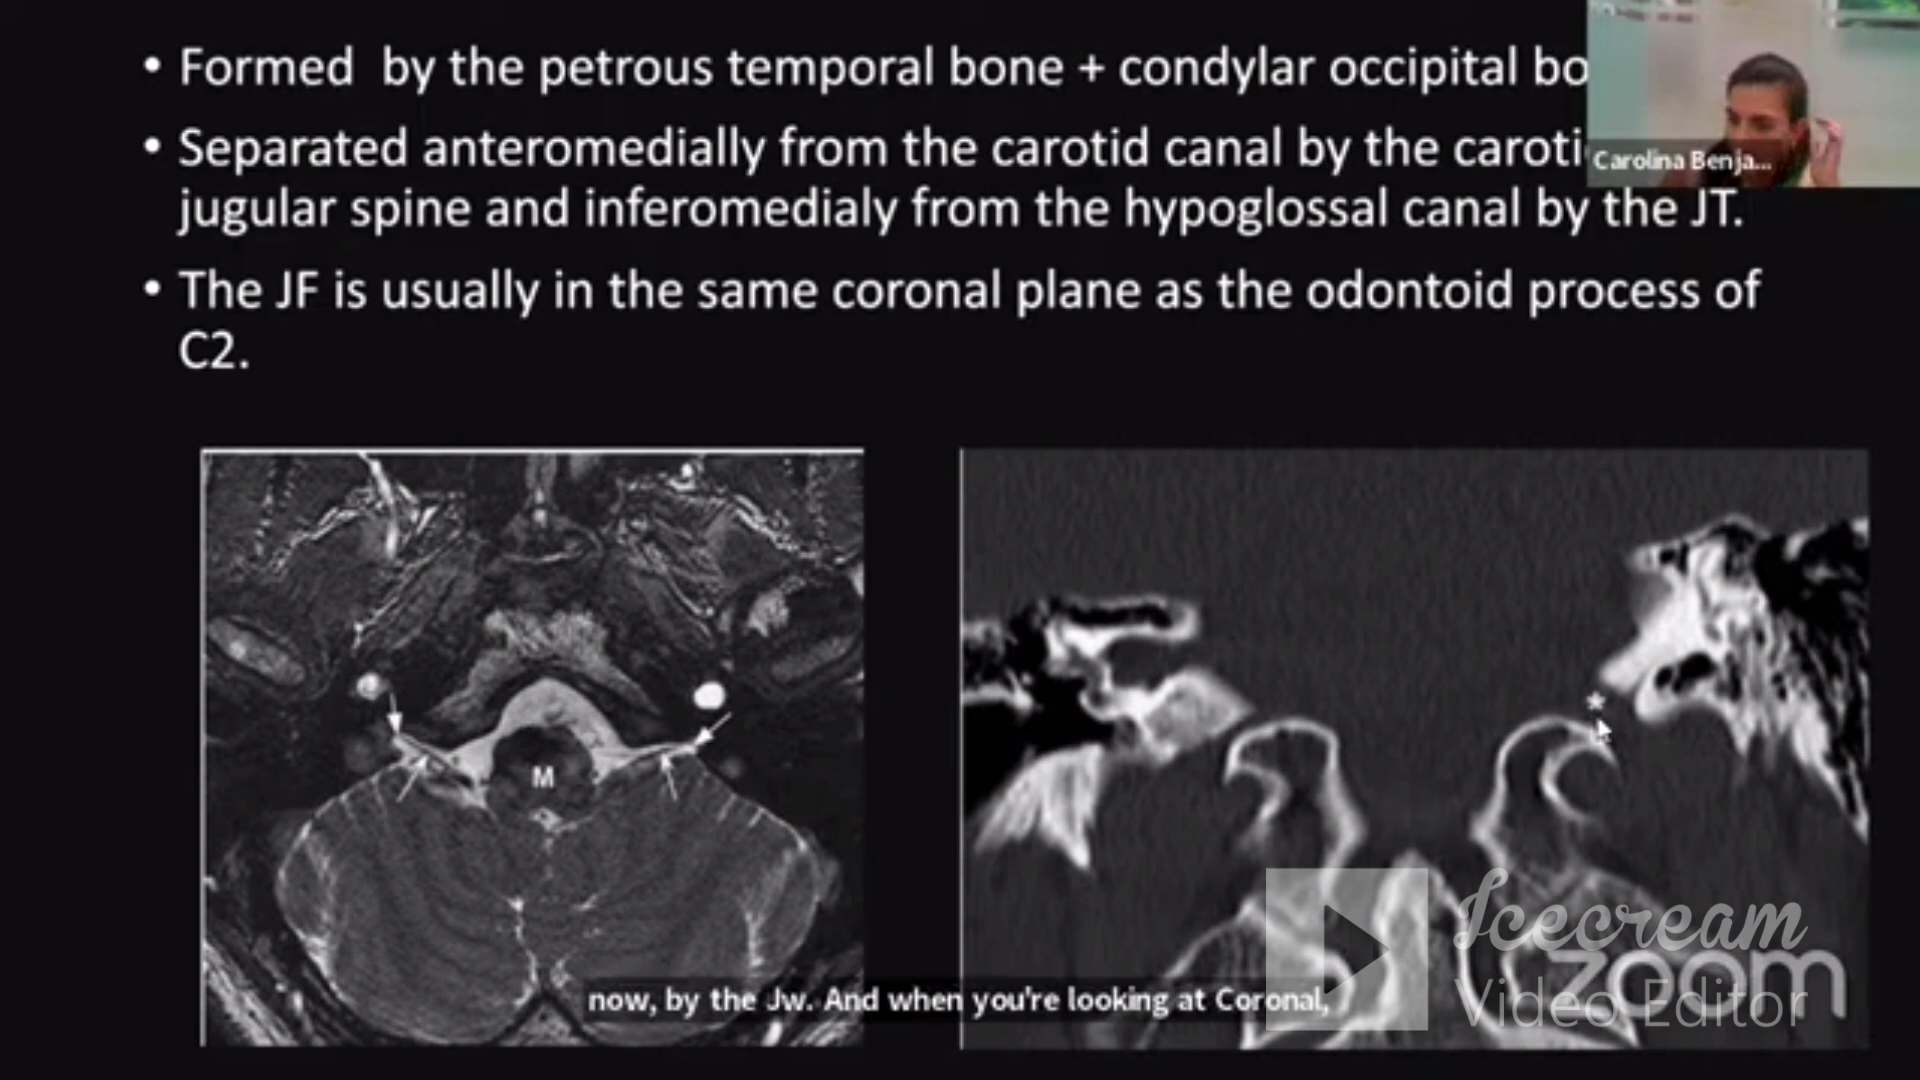 • Formed by the petrous temporal bone + condylar occipital bo
• Separated anteromedially from the carotid canal by the caroti
jugular spine and inferomedialy from the hypoglossal canal by the JT.
• The JF is usually in the same coronal plane as the odontoid process of
C2.
Carolina Benja...
M
now, by the Jw. And when you're looking at Coronal,
Icecream
Video Editor
zoom